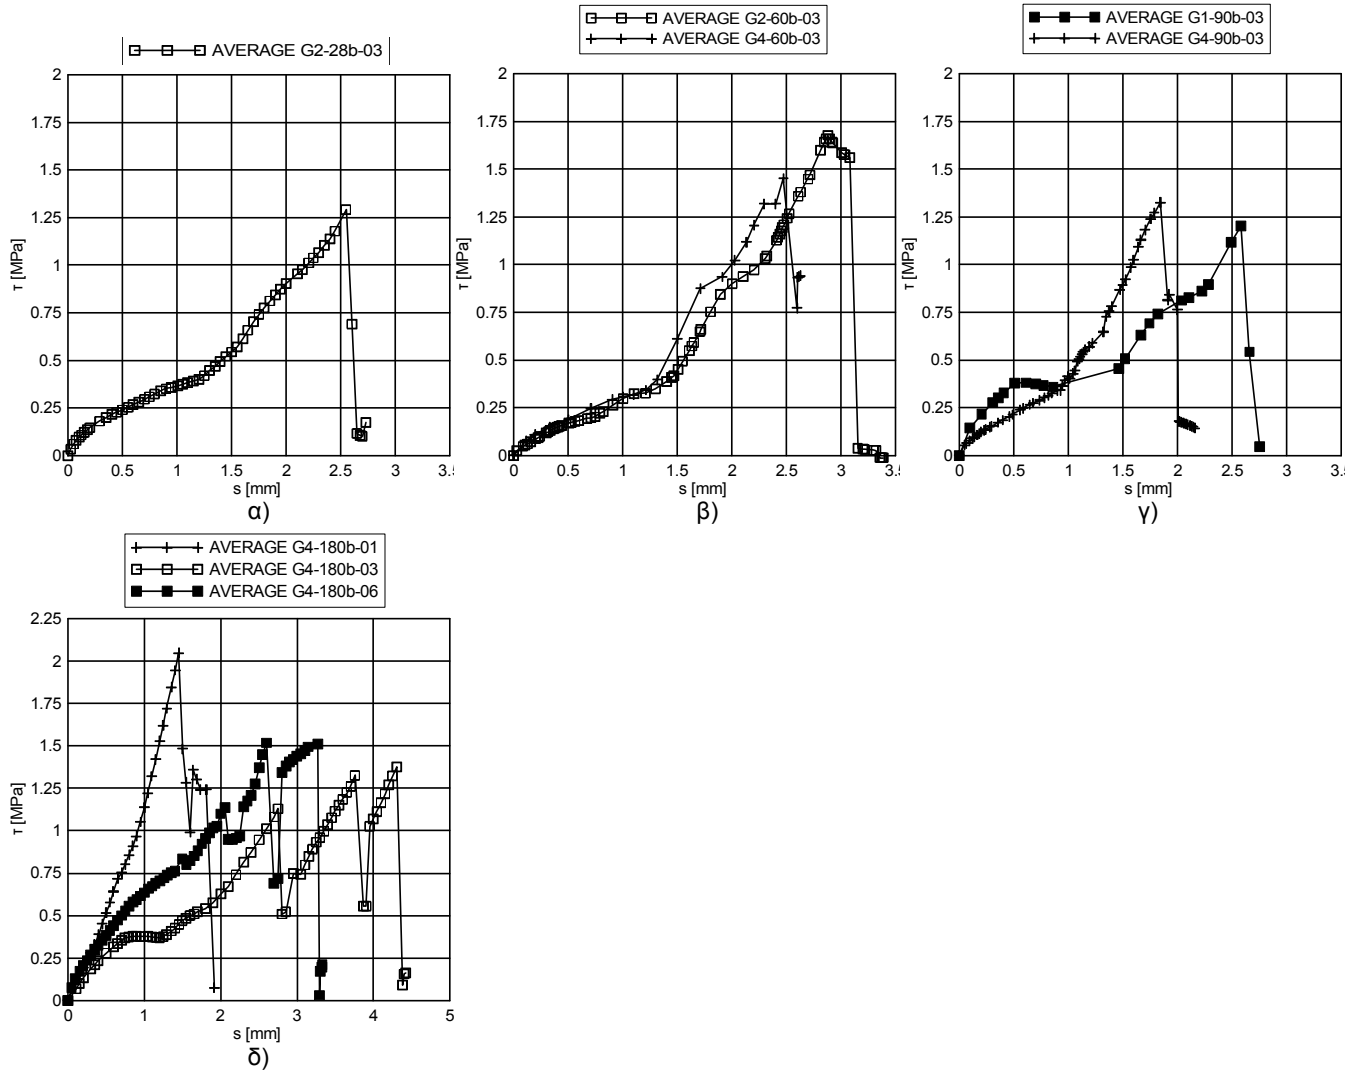 AVERAGE G2-28b-03
2
1.75
1.5
1.25
1
0.75
0.5
0.25
0
τ [MPa]
0 0.5 1 1.5 2 2.5 3 3.5
s [mm]
α)
AVERAGE G2-60b-03
AVERAGE G4-60b-03
2
1.75
1.5
1.25
1
0.75
0.5
0.25
0
τ [MPa]
0 0.5 1 1.5 2 2.5 3 3.5
s [mm]
β)
AVERAGE G1-90b-03
AVERAGE G4-90b-03
2
1.75
1.5
1.25
1
0.75
0.5
0.25
0
τ [MPa]
0 0.5 1 1.5 2 2.5 3 3.5
s [mm]
γ)
AVERAGE G4-180b-01
AVERAGE G4-180b-03
AVERAGE G4-180b-06
2.25
2
1.75
1.5
1.25
1
0.75
0.5
0.25
0
τ [MPa]
0 1 2 3 4 5
s [mm]
δ)